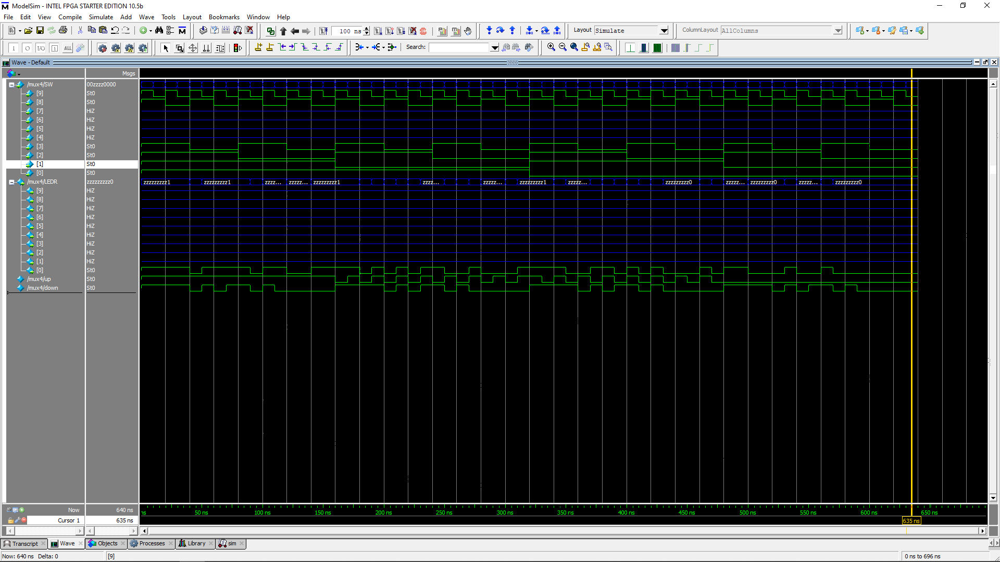 ModelSim - INTEL FPGA STARTER EDITION 10.5b
File Edit View Compile Simulate Add Wave Tools Layout Bookmarks Window Help
100 ns
Layout Simulate
ColumnLayout AllColumns
Search:
Wave - Default
Msgs
/mux4/SW 00zzzz0000
[9] St0
[8] St0
[7] HiZ
[6] HiZ
[5] HiZ
[4] HiZ
[3] St0
[2] St0
[1] St0
[0] St0
/mux4/LEDR zzzzzzzzz0 zzzzzzzzz1 zzzzzzzzz1 zzzz... zzzzz... zzzzzzzzz1 zzzz... zzzzz... zzzzzzzzz1 zzzzz... zzzzzzzzz0 zzzzz... zzzzzzzzz0 zzzzz... zzzzzzzzz0
[9] HiZ
[8] HiZ
[7] HiZ
[6] HiZ
[5] HiZ
[4] HiZ
[3] HiZ
[2] HiZ
[1] HiZ
[0] St0
/mux4/up St0
/mux4/down St0
Now 640 ns
ns 50 ns 100 ns 150 ns 200 ns 250 ns 300 ns 350 ns 400 ns 450 ns 500 ns 550 ns 600 ns 650 ns
Cursor 1 635 ns 635 ns
Transcript Wave Objects Processes Library sim
Now: 640 ns Delta: 0 [9] 0 ns to 696 ns